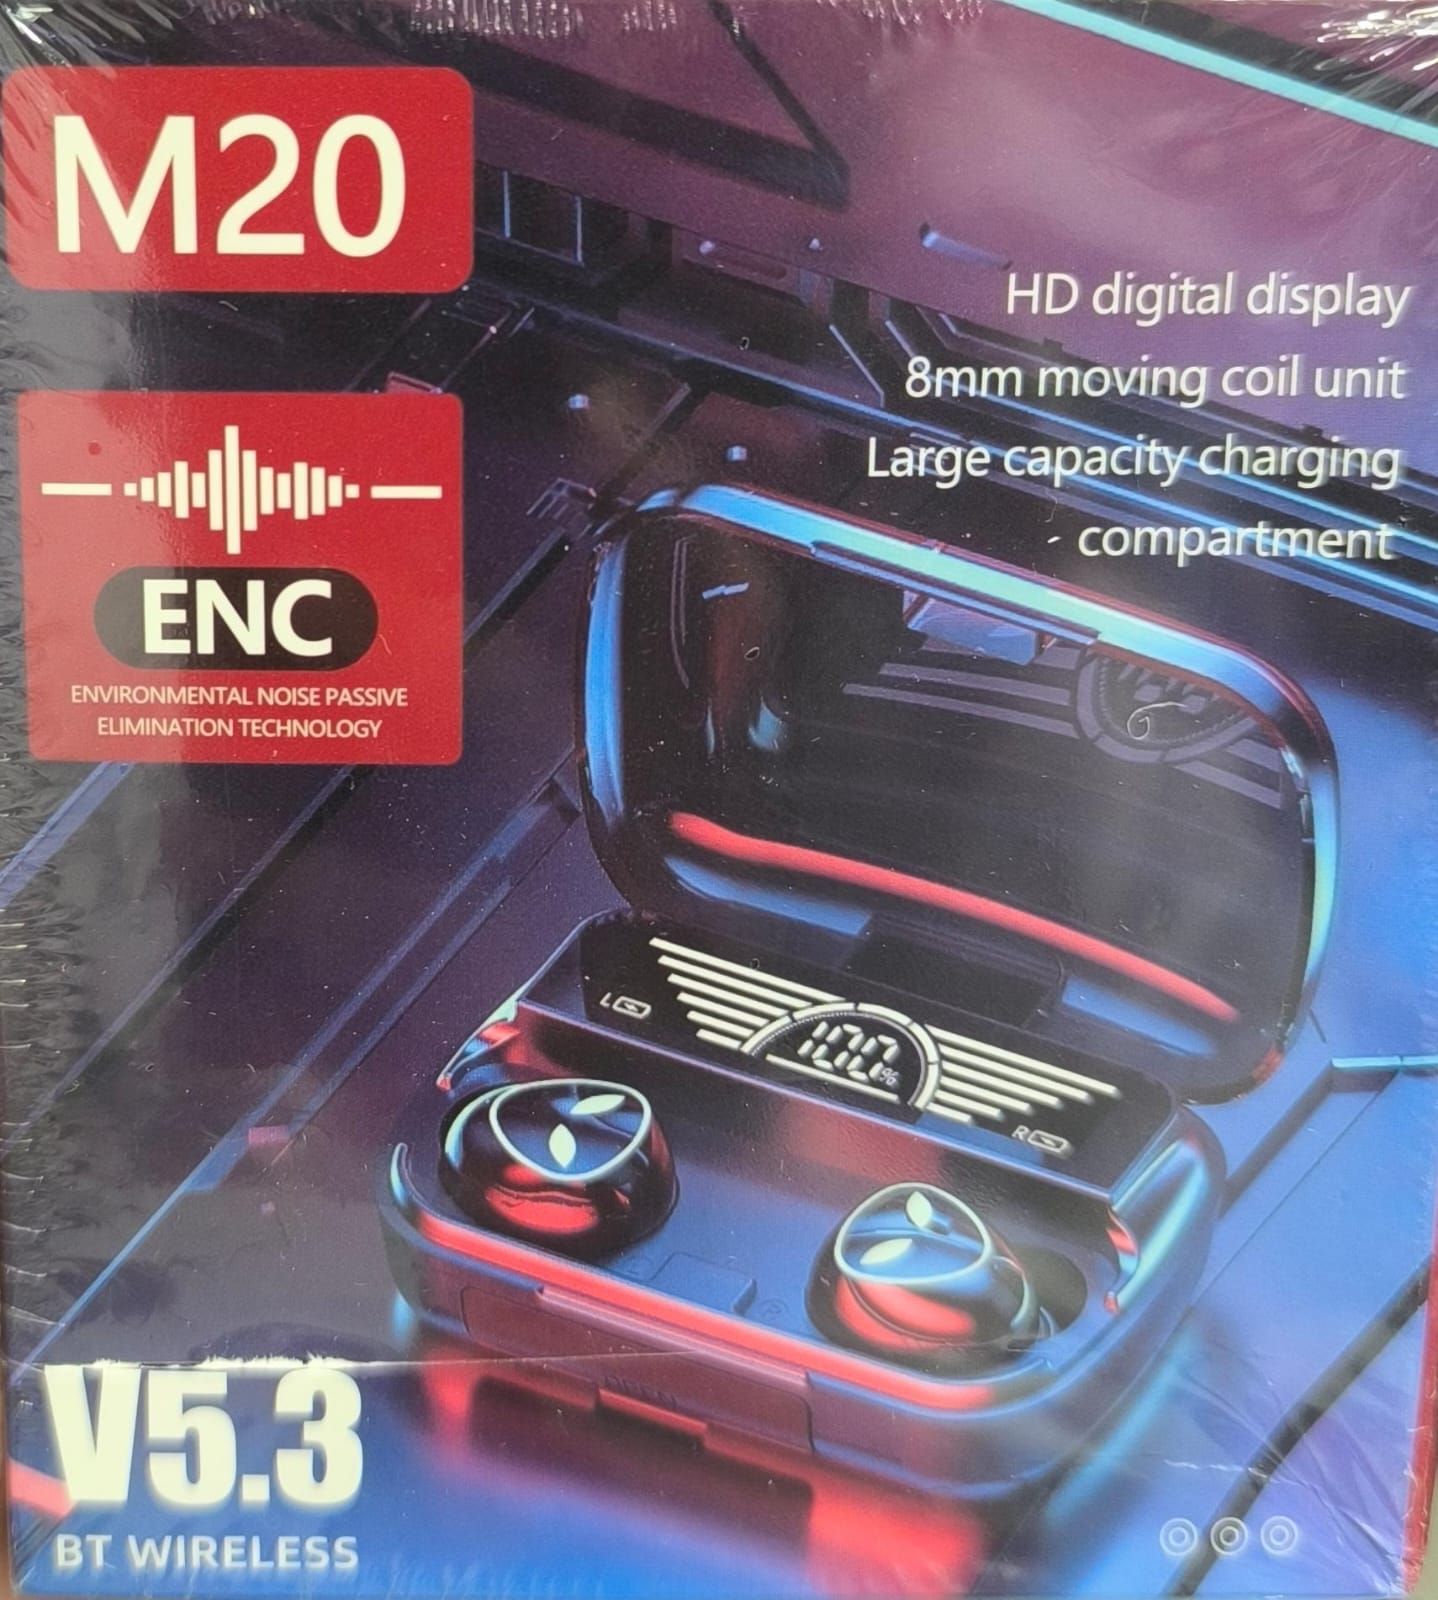 M20
HD digital display
8mm moving coil unit
Large capacity charging
compartment
ENC
ENVIRONMENTAL NOISE PASSIVE
ELIMINATION TECHNOLOGY
L
100%
R
V5.3
BT WIRELESS